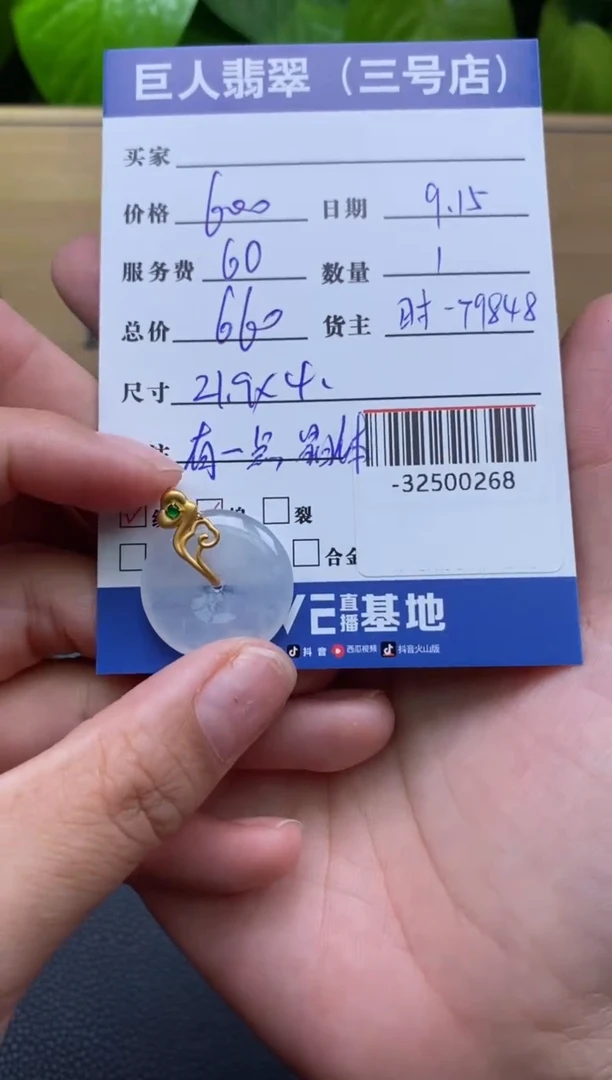 巨人翡翠（三号店）
买家
价格 600 日期 9.15
服务费 60 数量 1
总价 660 货主 时-79848
尺寸 21.9×4.
有一点
-32500268
裂
合金
VE直播基地
抖音 西瓜视频 抖音火山版